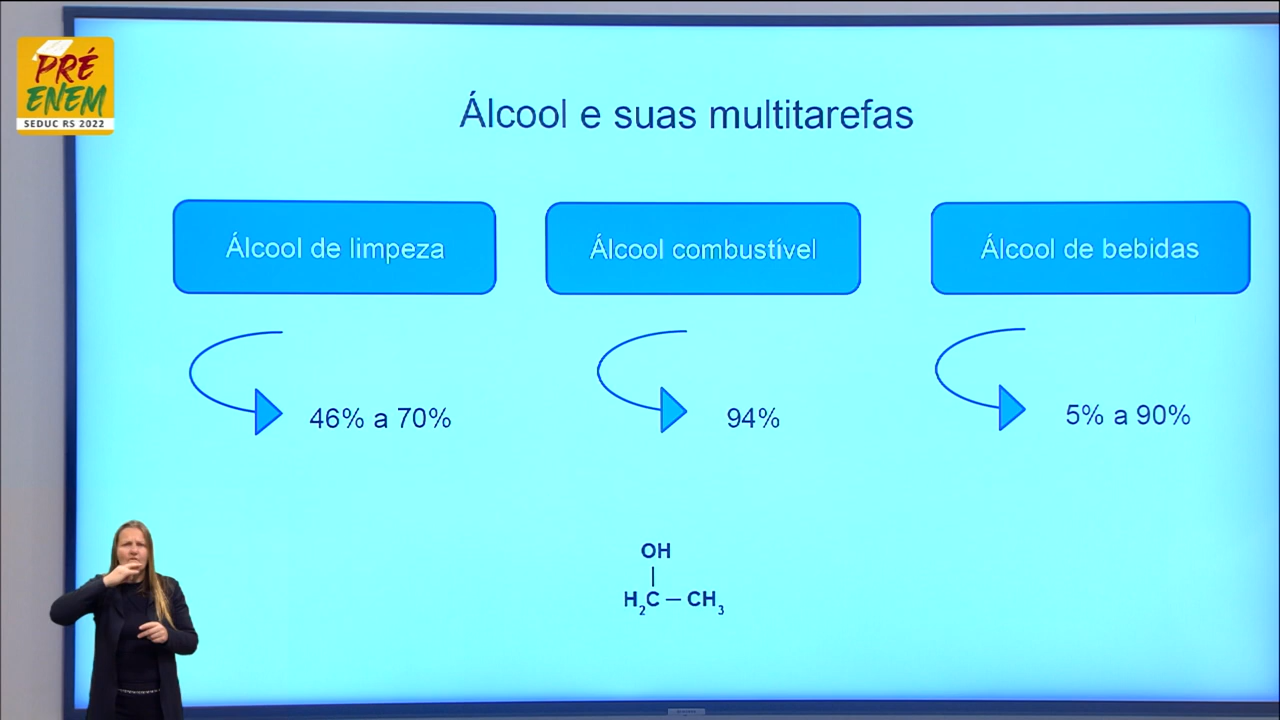 PRÉ
ENEM
SEDUC RS 2022
Álcool e suas multitarefas
Álcool de limpeza
Álcool combustível
Álcool de bebidas
46% a 70%
94%
5% a 90%
OH
H₂C — CH₃